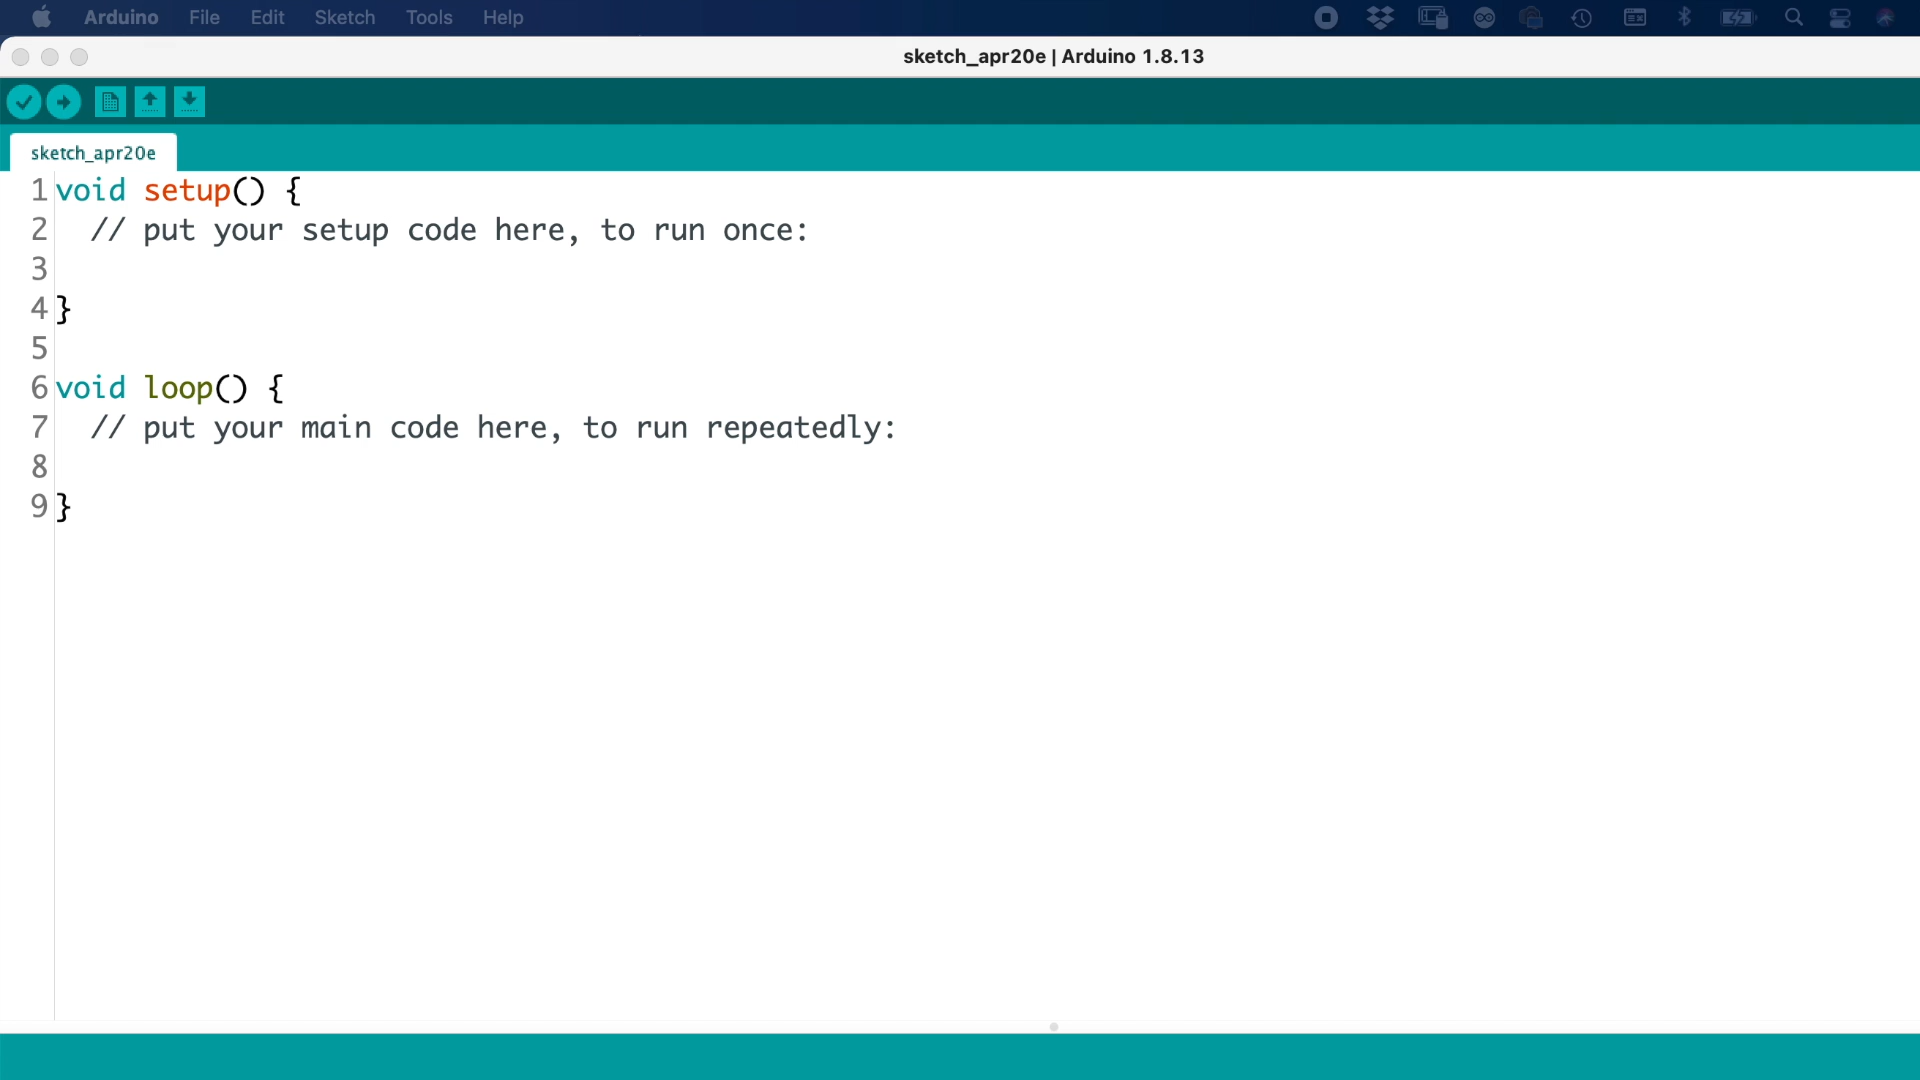 Arduino File Edit Sketch Tools Help
sketch_apr20e | Arduino 1.8.13
sketch_apr20e
1 void setup() {
2 // put your setup code here, to run once:
3
4 }
5
6 void loop() {
7 // put your main code here, to run repeatedly:
8
9 }